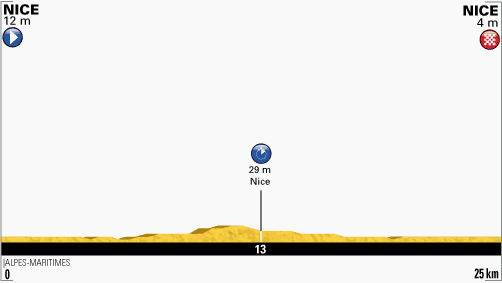 NICE
12 m
NICE
4 m
29 m
Nice
13
ALPES-MARITIMES
0
25 km